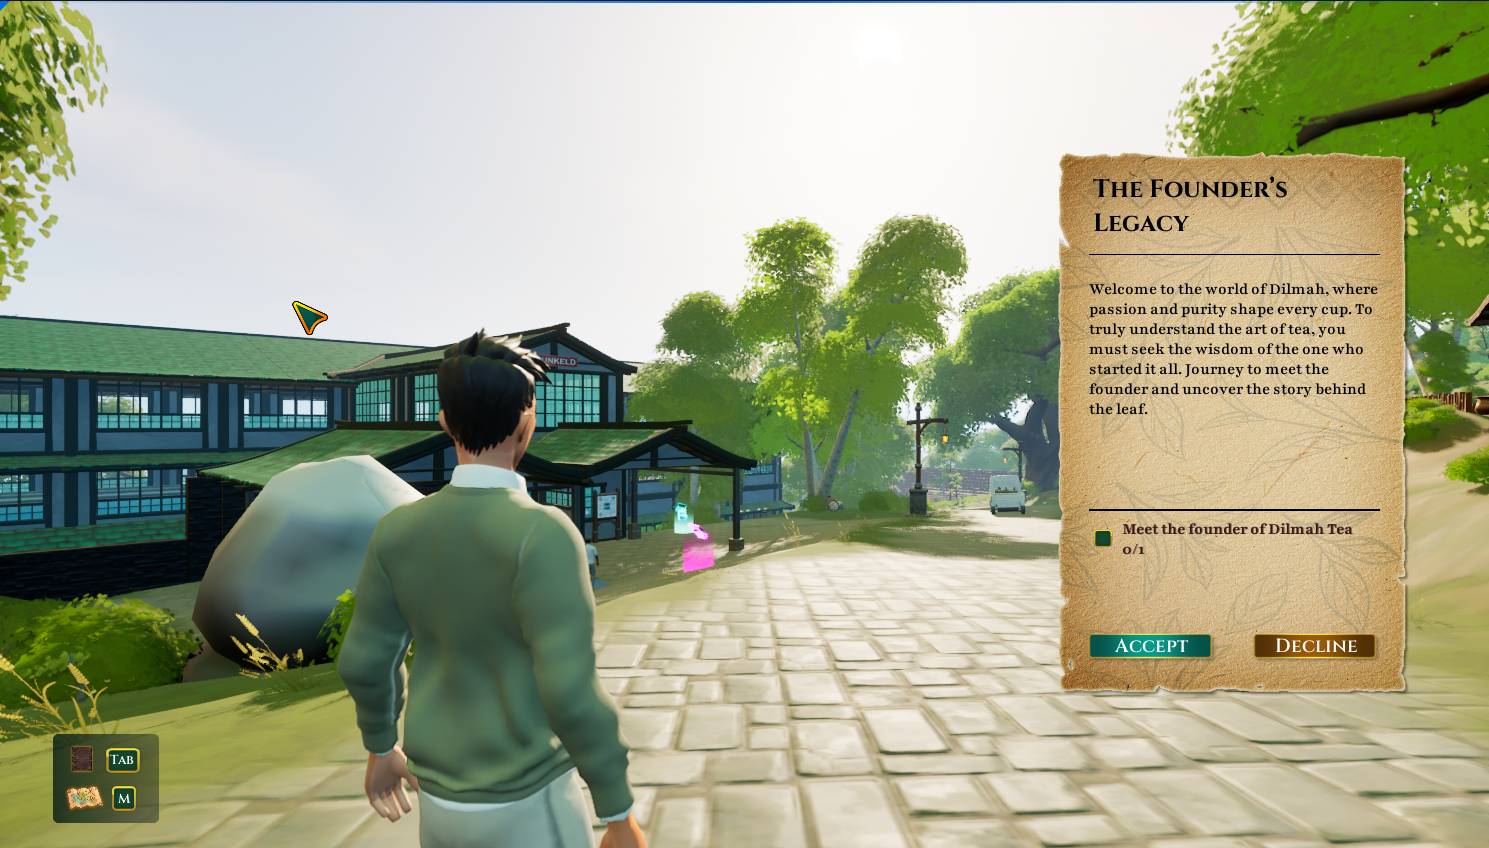 The Founder's
Legacy
Welcome to the world of Dilmah, where
passion and purity shape every cup. To
truly understand the art of tea, you
must seek the wisdom of the one who
started it all. Journey to meet the
founder and uncover the story behind
the leaf.
Meet the founder of Dilmah Tea
0/1
Accept
Decline
Tab
M